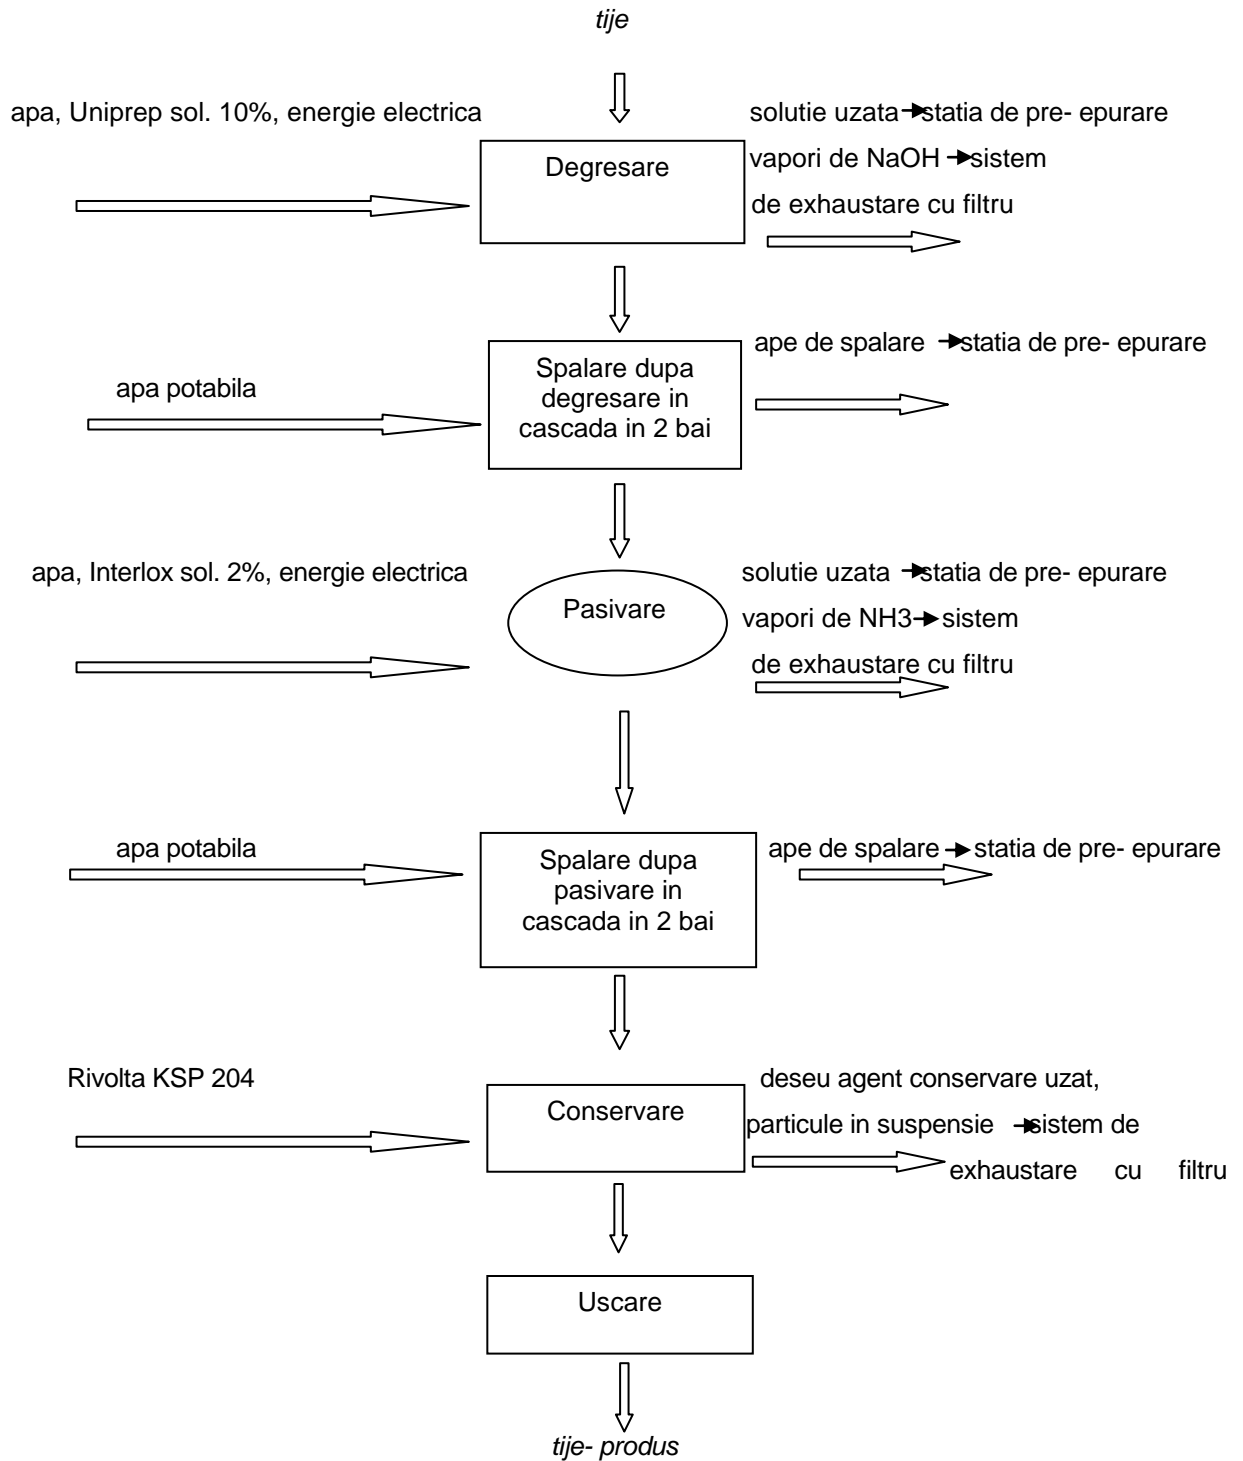 tije
apa, Uniprep sol. 10%, energie electrica
solutie uzata statia de pre- epurare
Degresare
vapori de NaOH sistem
de exhaustare cu filtru
ape de spalare statia de pre- epurare
apa potabila
Spalare dupa
degresare in
cascada in 2 bai
apa, Interlox sol. 2%, energie electrica
solutie uzata statia de pre- epurare
Pasivare
vapori de NH3 sistem
de exhaustare cu filtru
apa potabila
ape de spalare statia de pre- epurare
Spalare dupa
pasivare in
cascada in 2 bai
Rivolta KSP 204
deseu agent conservare uzat,
Conservare
particule in suspensie sistem de
exhaustare cu filtru
Uscare
tije- produs